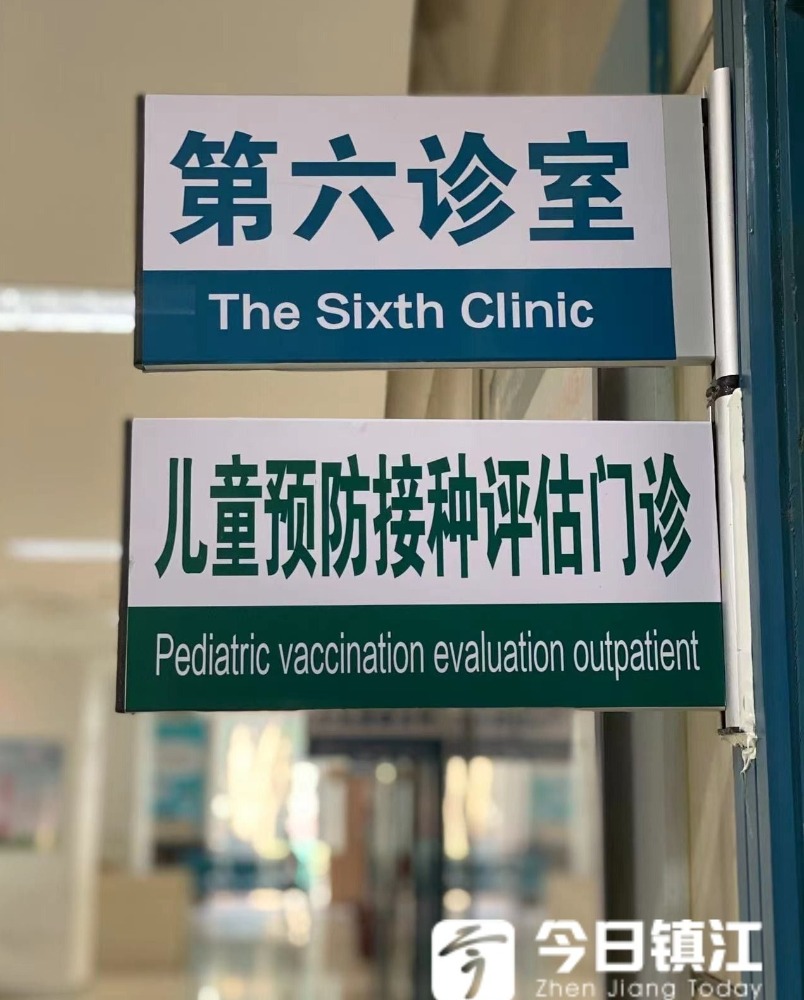 第六诊室
The Sixth Clinic
儿童预防接种评估门诊
Pediatric vaccination evaluation outpatient
今日镇江
Zhen Jiang Today